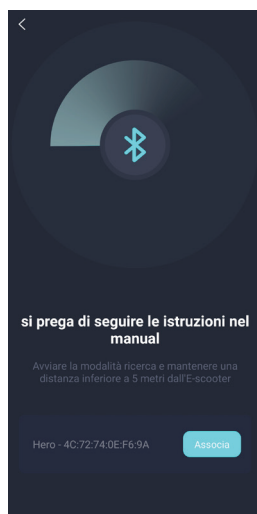 si prega di seguire le istruzioni nel
manual
Avviare la modalità ricerca e mantenere una
distanza inferiore a 5 metri dall'E-scooter
Hero - 4C:72:74:0E:F6:9A
Associa